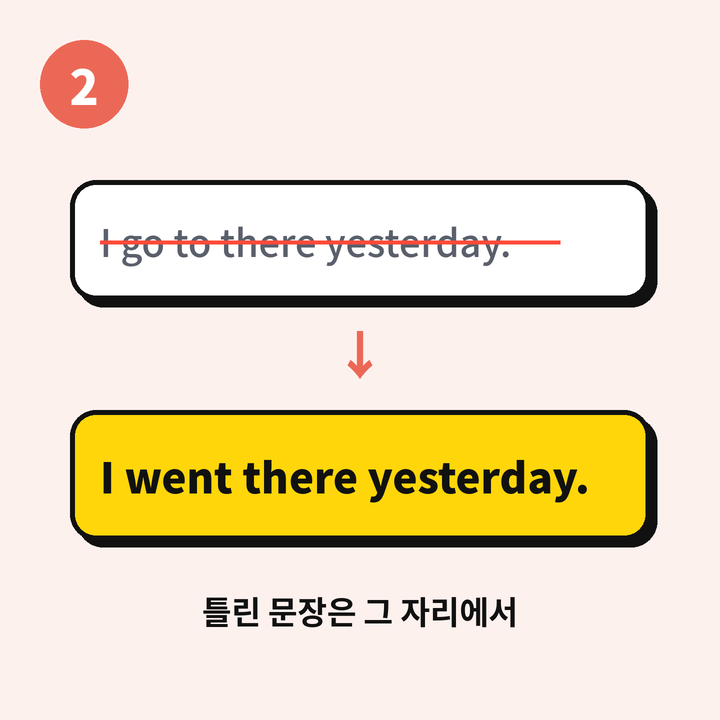 2
I go to there yesterday.
↓
I went there yesterday.
틀린 문장은 그 자리에서